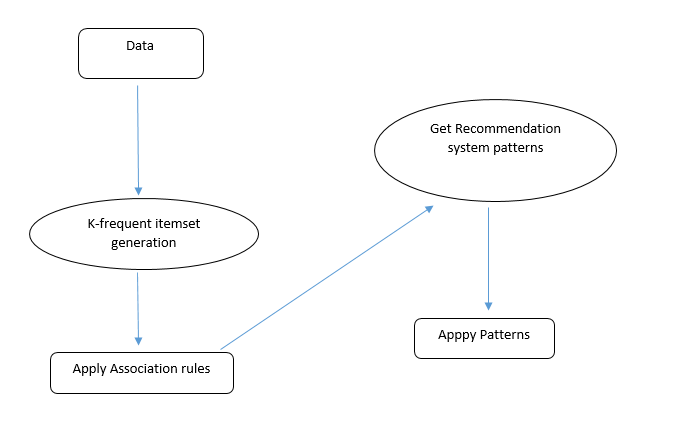 Data
K-frequent itemset
generation
Apply Association rules
Get Recommendation
system patterns
Apppy Patterns